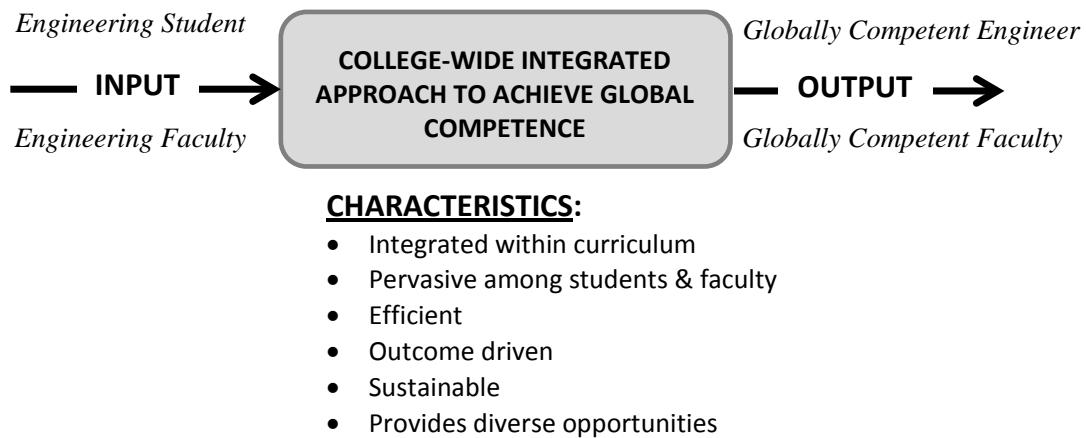 Engineering Student
INPUT
Engineering Faculty
COLLEGE-WIDE INTEGRATED
APPROACH TO ACHIEVE GLOBAL
COMPETENCE
Globally Competent Engineer
OUTPUT
Globally Competent Faculty
CHARACTERISTICS:
• Integrated within curriculum
• Pervasive among students & faculty
• Efficient
• Outcome driven
• Sustainable
• Provides diverse opportunities